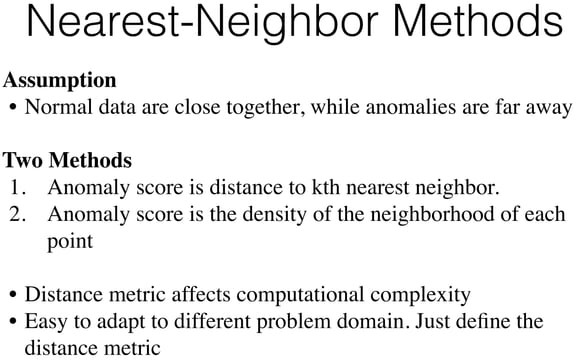 Nearest-Neighbor Methods
Assumption
• Normal data are close together, while anomalies are far away
Two Methods
1. Anomaly score is distance to kth nearest neighbor.
2. Anomaly score is the density of the neighborhood of each
point
• Distance metric affects computational complexity
• Easy to adapt to different problem domain. Just define the
distance metric